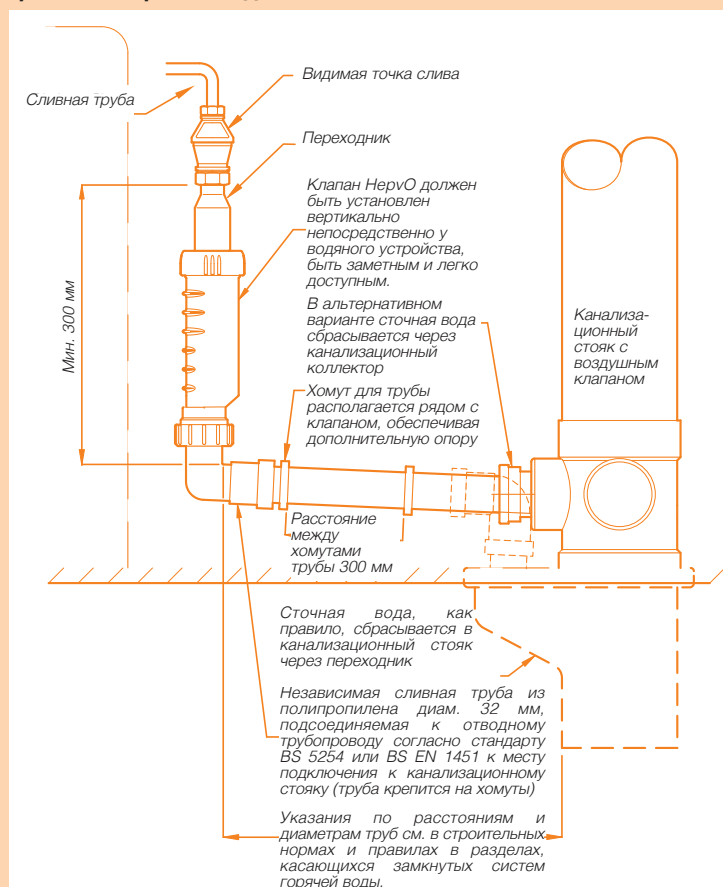 Видимая точка слива
Сливная труба
Переходник
Мин. 300 мм
Клапан HepvO должен
быть установлен
вертикально
непосредственно у
водяного устройства,
быть заметным и легко
доступным.
В альтернативном
варианте сточная вода
сбрасывается через
канализационный
коллектор
Канализа-
ционный
стояк с
воздушным
клапаном
Хомут для трубы
располагается рядом с
клапаном, обеспечивая
дополнительную опору
Расстояние
между
хомутами
трубы 300 мм
Сточная вода, как
правило, сбрасывается в
канализационный стояк
через переходник
Независимая сливная труба из
полипропилена диам. 32 мм,
подсоединяемая к отводному
трубопроводу согласно стандарту
BS 5254 или BS EN 1451 к месту
подключения к канализационному
стояку (труба крепится на хомуты)
Указания по расстояниям и
диаметрам труб см. в строительных
нормах и правилах в разделах,
касающихся замкнутых систем
горячей воды.